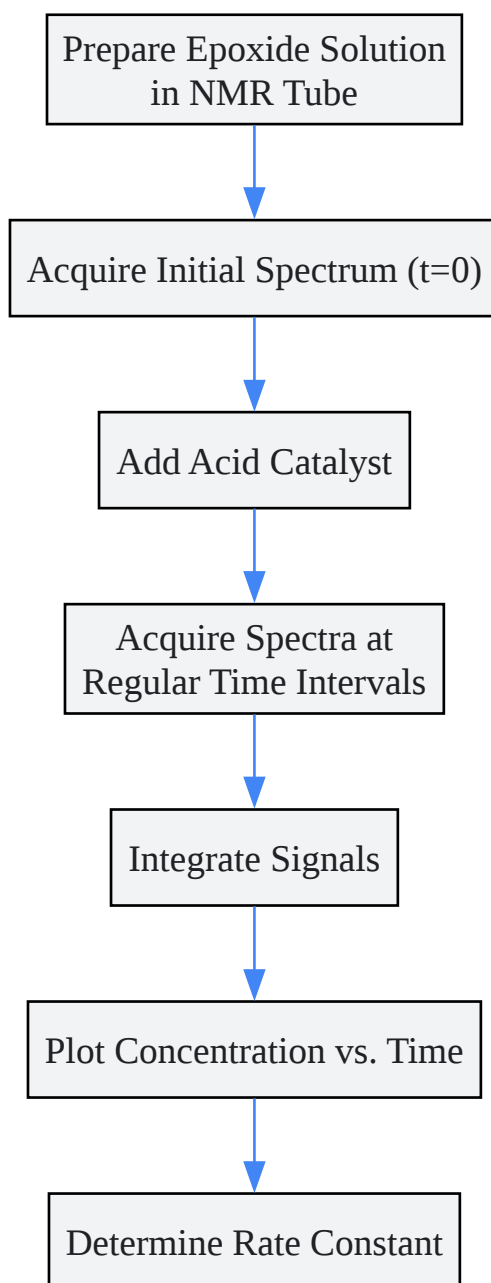 Prepare Epoxide Solution
in NMR Tube
Acquire Initial Spectrum (t=0)
Add Acid Catalyst
Acquire Spectra at
Regular Time Intervals
Integrate Signals
Plot Concentration vs. Time
Determine Rate Constant